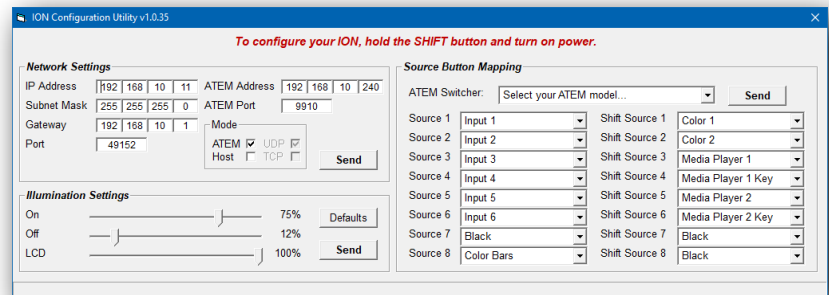 ION Configuration Utility v1.0.35
To configure your ION, hold the SHIFT button and turn on power.
Network Settings
IP Address 192 168 10 11 ATEM Address 192 168 10 240
Subnet Mask 255 255 255 0 ATEM Port 9910
Gateway 192 168 10 1 Mode
Port 49152 ATEM UDP
Host TCP
Send
Illumination Settings
On 75% Defaults
Off 12%
LCD 100% Send
Source Button Mapping
ATEM Switcher: Select your ATEM model... Send
Source 1 Input 1 Shift Source 1 Color 1
Source 2 Input 2 Shift Source 2 Color 2
Source 3 Input 3 Shift Source 3 Media Player 1
Source 4 Input 4 Shift Source 4 Media Player 1 Key
Source 5 Input 5 Shift Source 5 Media Player 2
Source 6 Input 6 Shift Source 6 Media Player 2 Key
Source 7 Black Shift Source 7 Black
Source 8 Color Bars Shift Source 8 Black